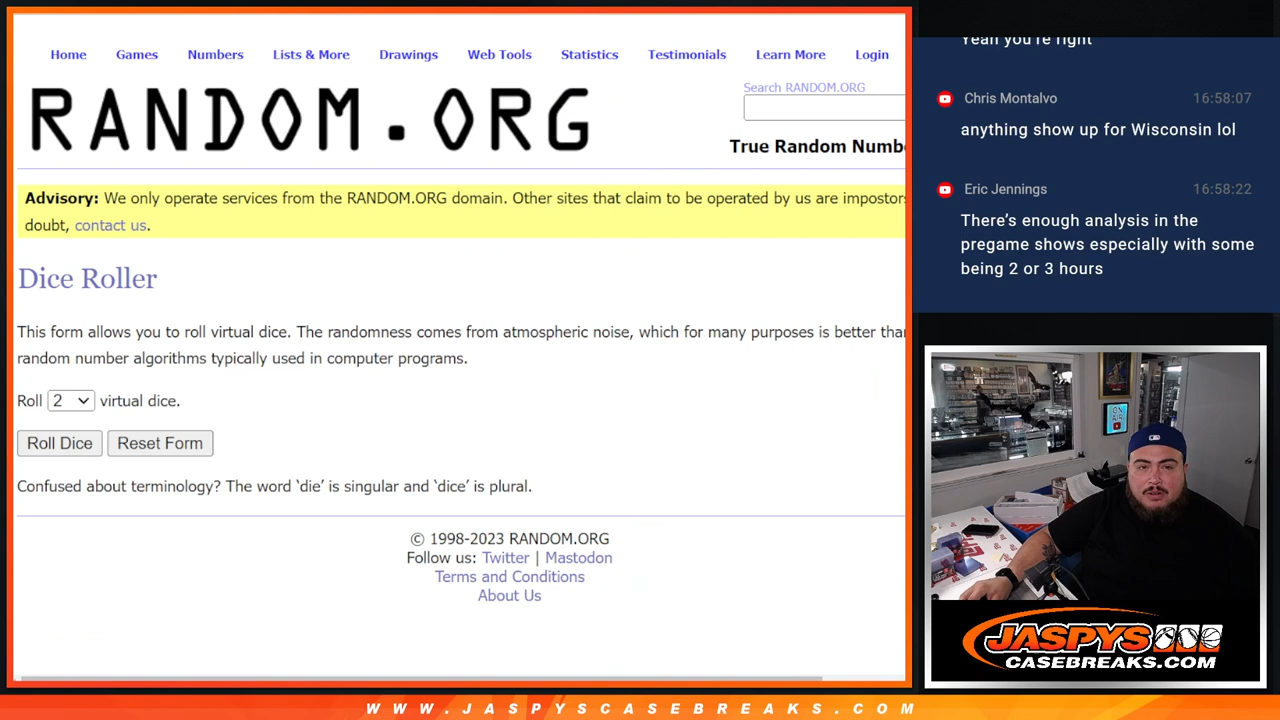 Home Games Numbers Lists & More Drawings Web Tools Statistics Testimonials Learn More Login
RANDOM.ORG
Search RANDOM.ORG
True Random Numb
Advisory: We only operate services from the RANDOM.ORG domain. Other sites that claim to be operated by us are impostors
doubt, contact us.
Dice Roller
This form allows you to roll virtual dice. The randomness comes from atmospheric noise, which for many purposes is better than
random number algorithms typically used in computer programs.
Roll 2 virtual dice.
Roll Dice Reset Form
Confused about terminology? The word ‘die’ is singular and ‘dice’ is plural.
© 1998-2023 RANDOM.ORG
Follow us: Twitter | Mastodon
Terms and Conditions
About Us
Yeah you're right
Chris Montalvo 16:58:07
anything show up for Wisconsin lol
Eric Jennings 16:58:22
There’s enough analysis in the
pregame shows especially with some
being 2 or 3 hours
ON
AIR
JASPYS
CASEBREAKS.COM
WWW.JASPYSCASEBREAKS.COM